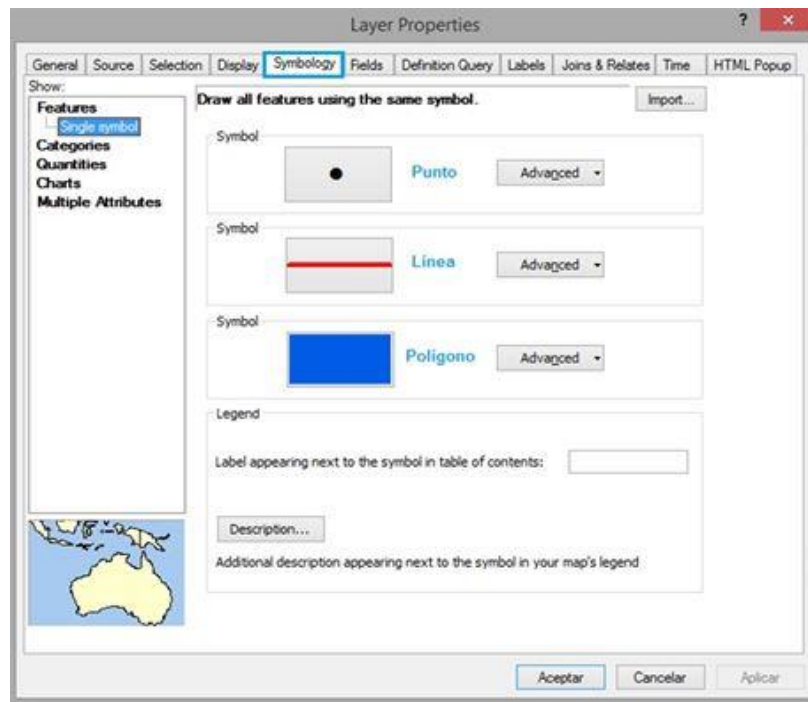 Layer Properties
?
General Source Selection Display Symbology Fields Definition Query Labels Joins & Relates Time HTML Popup
Show:
Features
Single symbol
Categories
Quantities
Charts
Multiple Attributes
Draw all features using the same symbol.
Import...
Symbol
Punto
Advanced
Symbol
Línea
Advanced
Symbol
Polígono
Advanced
Legend
Label appearing next to the symbol in table of contents:
Description...
Additional description appearing next to the symbol in your map's legend
Aceptar Cancelar Aplicar